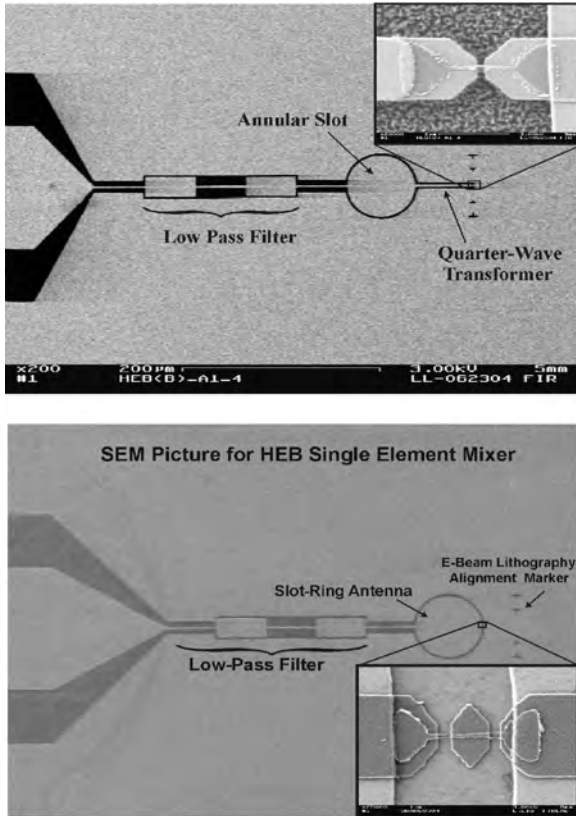 Annular Slot
Low Pass Filter
Quarter-Wave
Transformer
x200
200μm
3.00kV
5mm
#1
HEB(B)-A1-4
LL-062304 FIR
SEM Picture for HEB Single Element Mixer
E-Beam Lithography
Alignment Marker
Slot-Ring Antenna
Low-Pass Filter